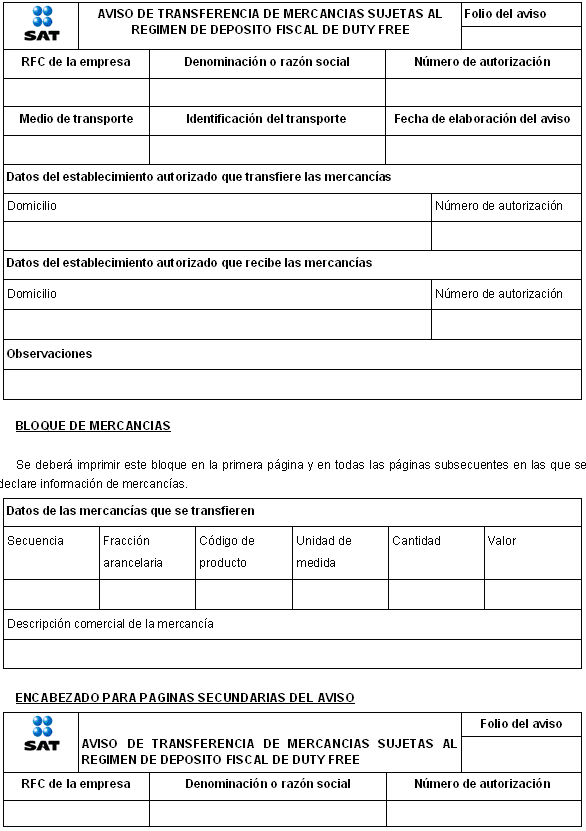 SAT
AVISO DE TRANSFERENCIA DE MERCANCIAS SUJETAS AL
REGIMEN DE DEPOSITO FISCAL DE DUTY FREE
Folio del aviso
RFC de la empresa Denominación o razón social Número de autorización
Medio de transporte Identificación del transporte Fecha de elaboración del aviso
Datos del establecimiento autorizado que transfiere las mercancías
Domicilio Número de autorización
Datos del establecimiento autorizado que recibe las mercancías
Domicilio Número de autorización
Observaciones
BLOQUE DE MERCANCIAS
Se deberá imprimir este bloque en la primera página y en todas las páginas subsecuentes en las que se
declare información de mercancías.
Datos de las mercancías que se transfieren
Secuencia Fracción arancelaria Código de producto Unidad de medida Cantidad Valor
Descripción comercial de la mercancía
ENCABEZADO PARA PAGINAS SECUNDARIAS DEL AVISO
SAT
AVISO DE TRANSFERENCIA DE MERCANCIAS SUJETAS AL
REGIMEN DE DEPOSITO FISCAL DE DUTY FREE
Folio del aviso
RFC de la empresa Denominación o razón social Número de autorización